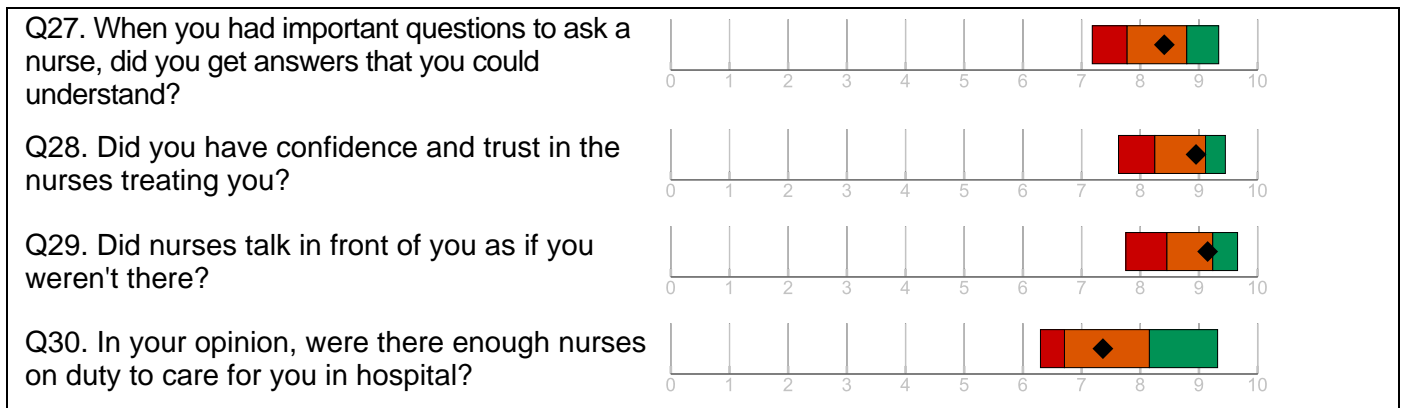 Q27. When you had important questions to ask a
nurse, did you get answers that you could
understand?
0 1 2 3 4 5 6 7 8 9 10
Q28. Did you have confidence and trust in the
nurses treating you?
0 1 2 3 4 5 6 7 8 9 10
Q29. Did nurses talk in front of you as if you
weren't there?
0 1 2 3 4 5 6 7 8 9 10
Q30. In your opinion, were there enough nurses
on duty to care for you in hospital?
0 1 2 3 4 5 6 7 8 9 10